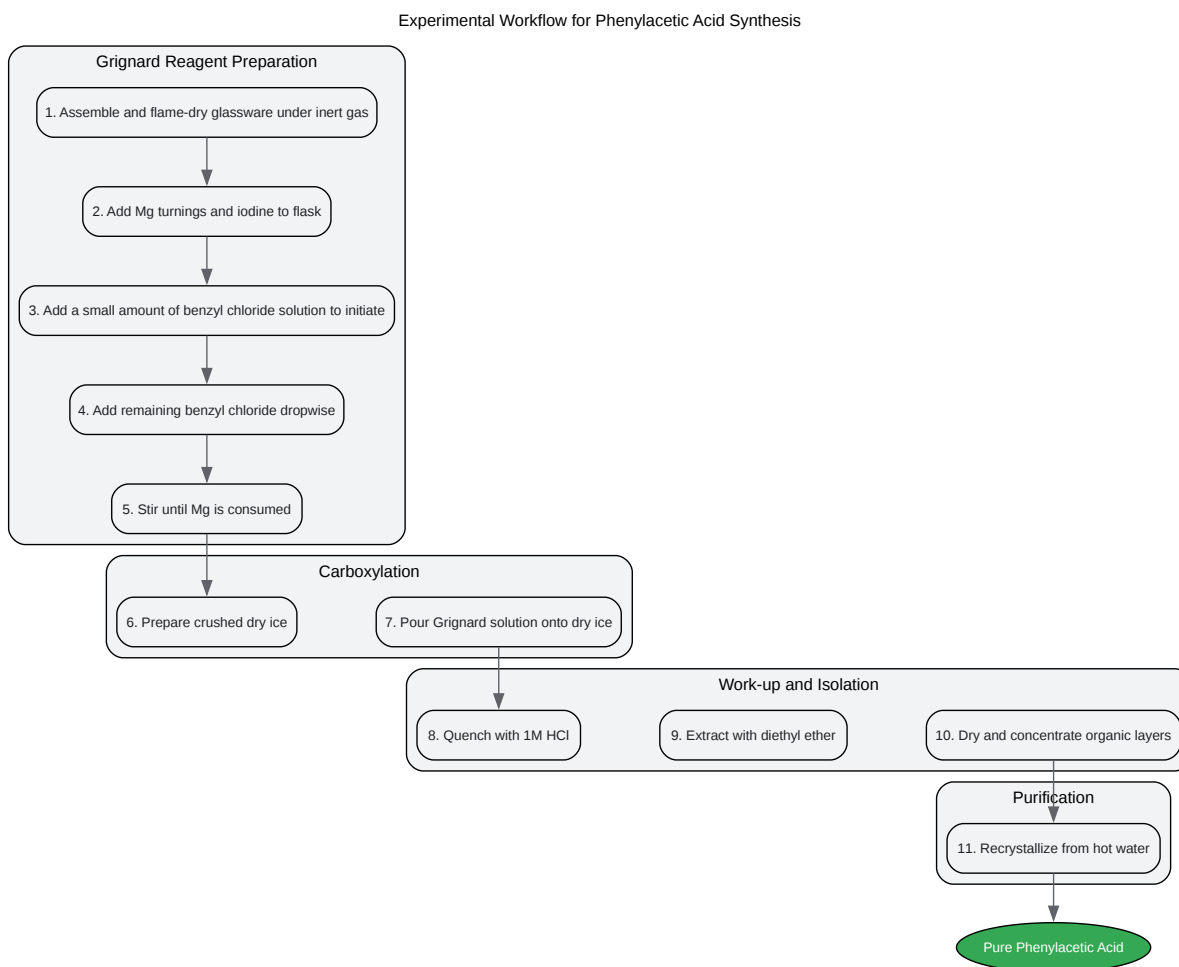 Experimental Workflow for Phenylacetic Acid Synthesis
Grignard Reagent Preparation
1. Assemble and flame-dry glassware under inert gas
2. Add Mg turnings and iodine to flask
3. Add a small amount of benzyl chloride solution to initiate
4. Add remaining benzyl chloride dropwise
5. Stir until Mg is consumed
Carboxylation
6. Prepare crushed dry ice
7. Pour Grignard solution onto dry ice
Work-up and Isolation
8. Quench with 1M HCl
9. Extract with diethyl ether
10. Dry and concentrate organic layers
Purification
11. Recrystallize from hot water
Pure Phenylacetic Acid